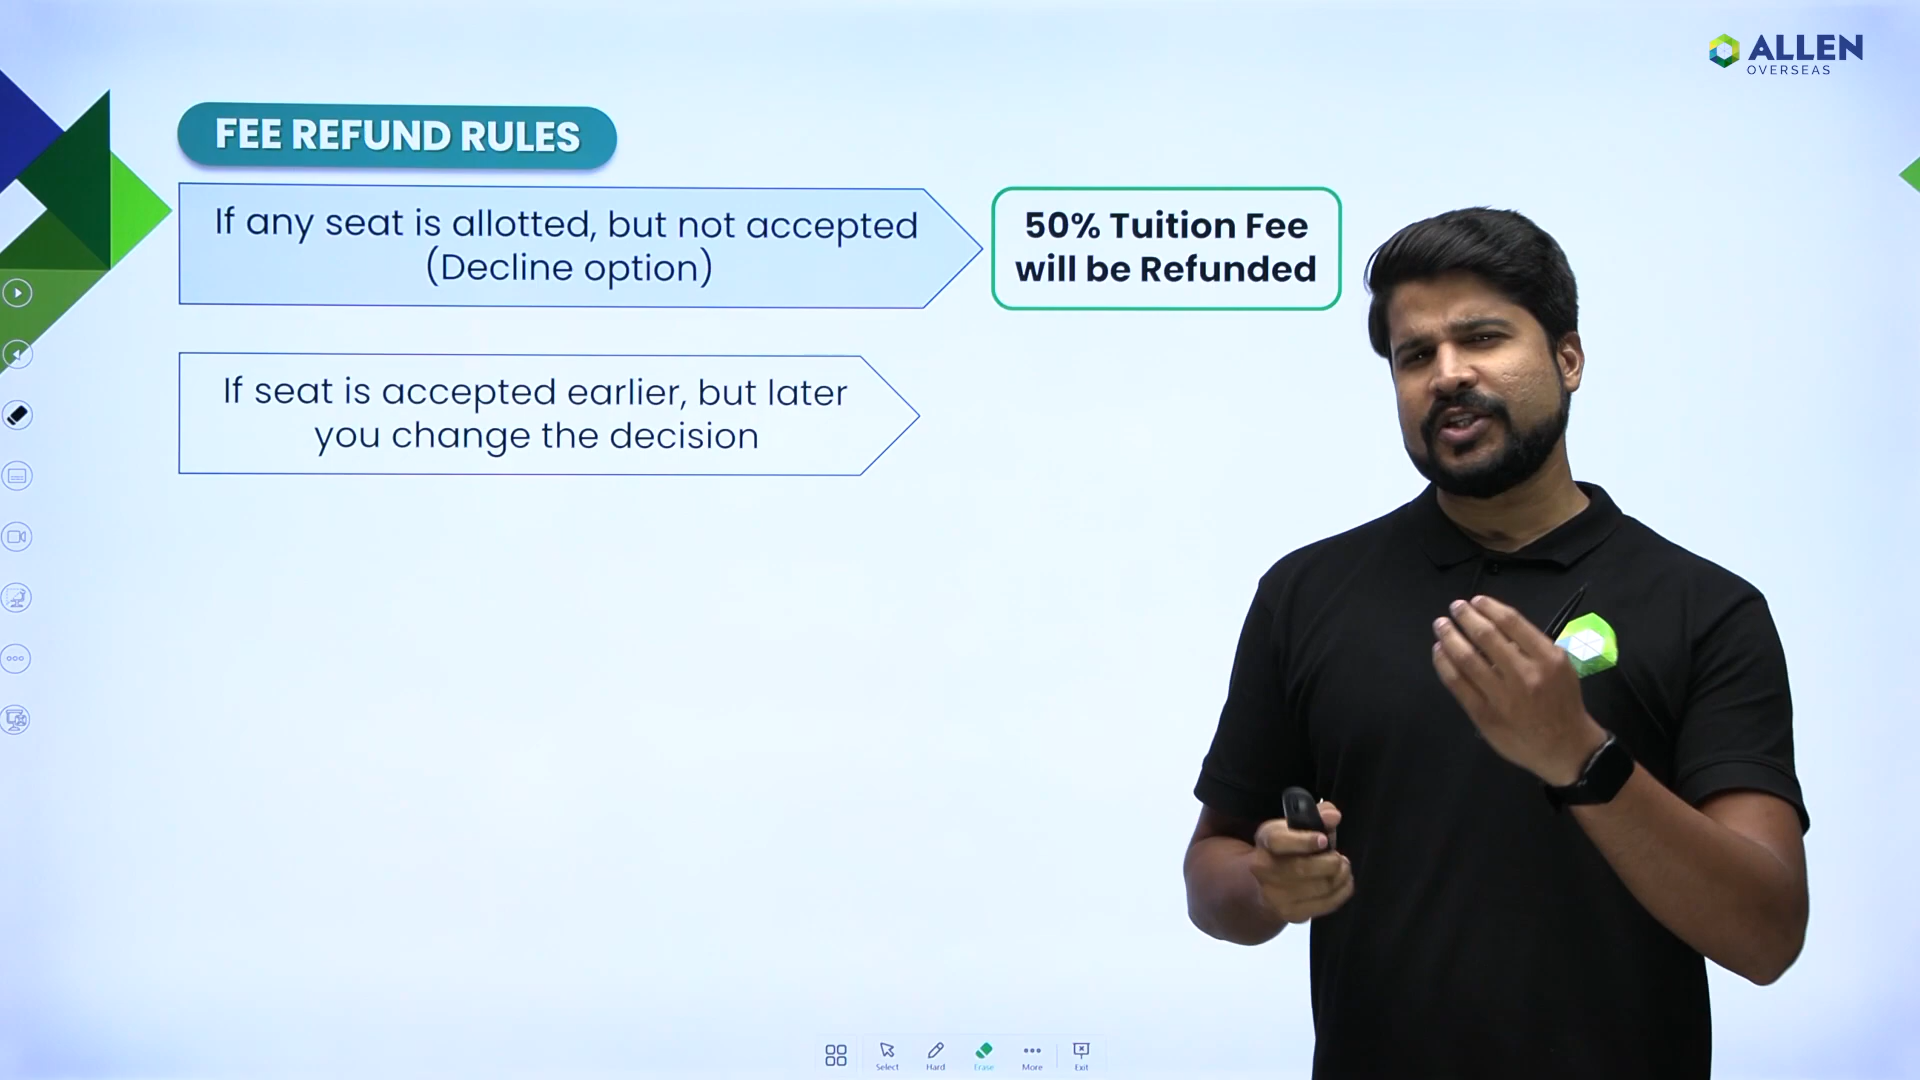 ALLEN
OVERSEAS
FEE REFUND RULES
If any seat is allotted, but not accepted
(Decline option)
50% Tuition Fee
will be Refunded
If seat is accepted earlier, but later
you change the decision
Select
Hard
Erase
More
Exit